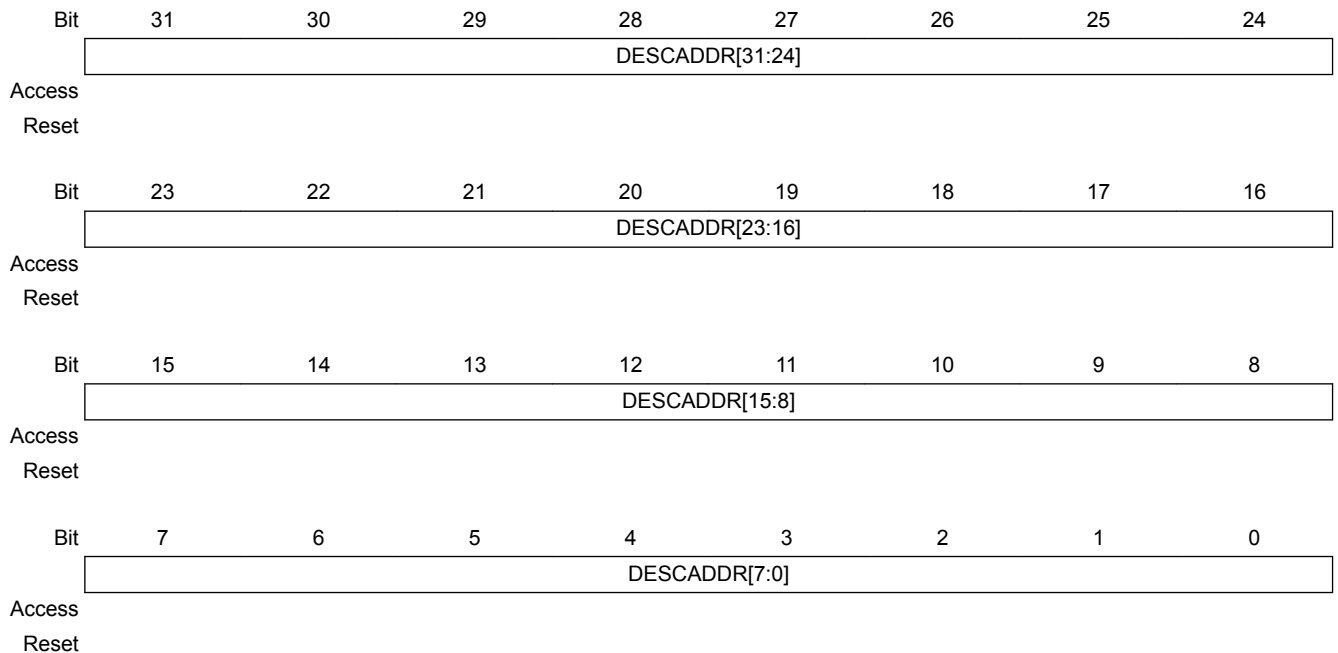 Bit 31 30 29 28 27 26 25 24
DESCADDR[31:24]
Access
Reset
Bit 23 22 21 20 19 18 17 16
DESCADDR[23:16]
Access
Reset
Bit 15 14 13 12 11 10 9 8
DESCADDR[15:8]
Access
Reset
Bit 7 6 5 4 3 2 1 0
DESCADDR[7:0]
Access
Reset